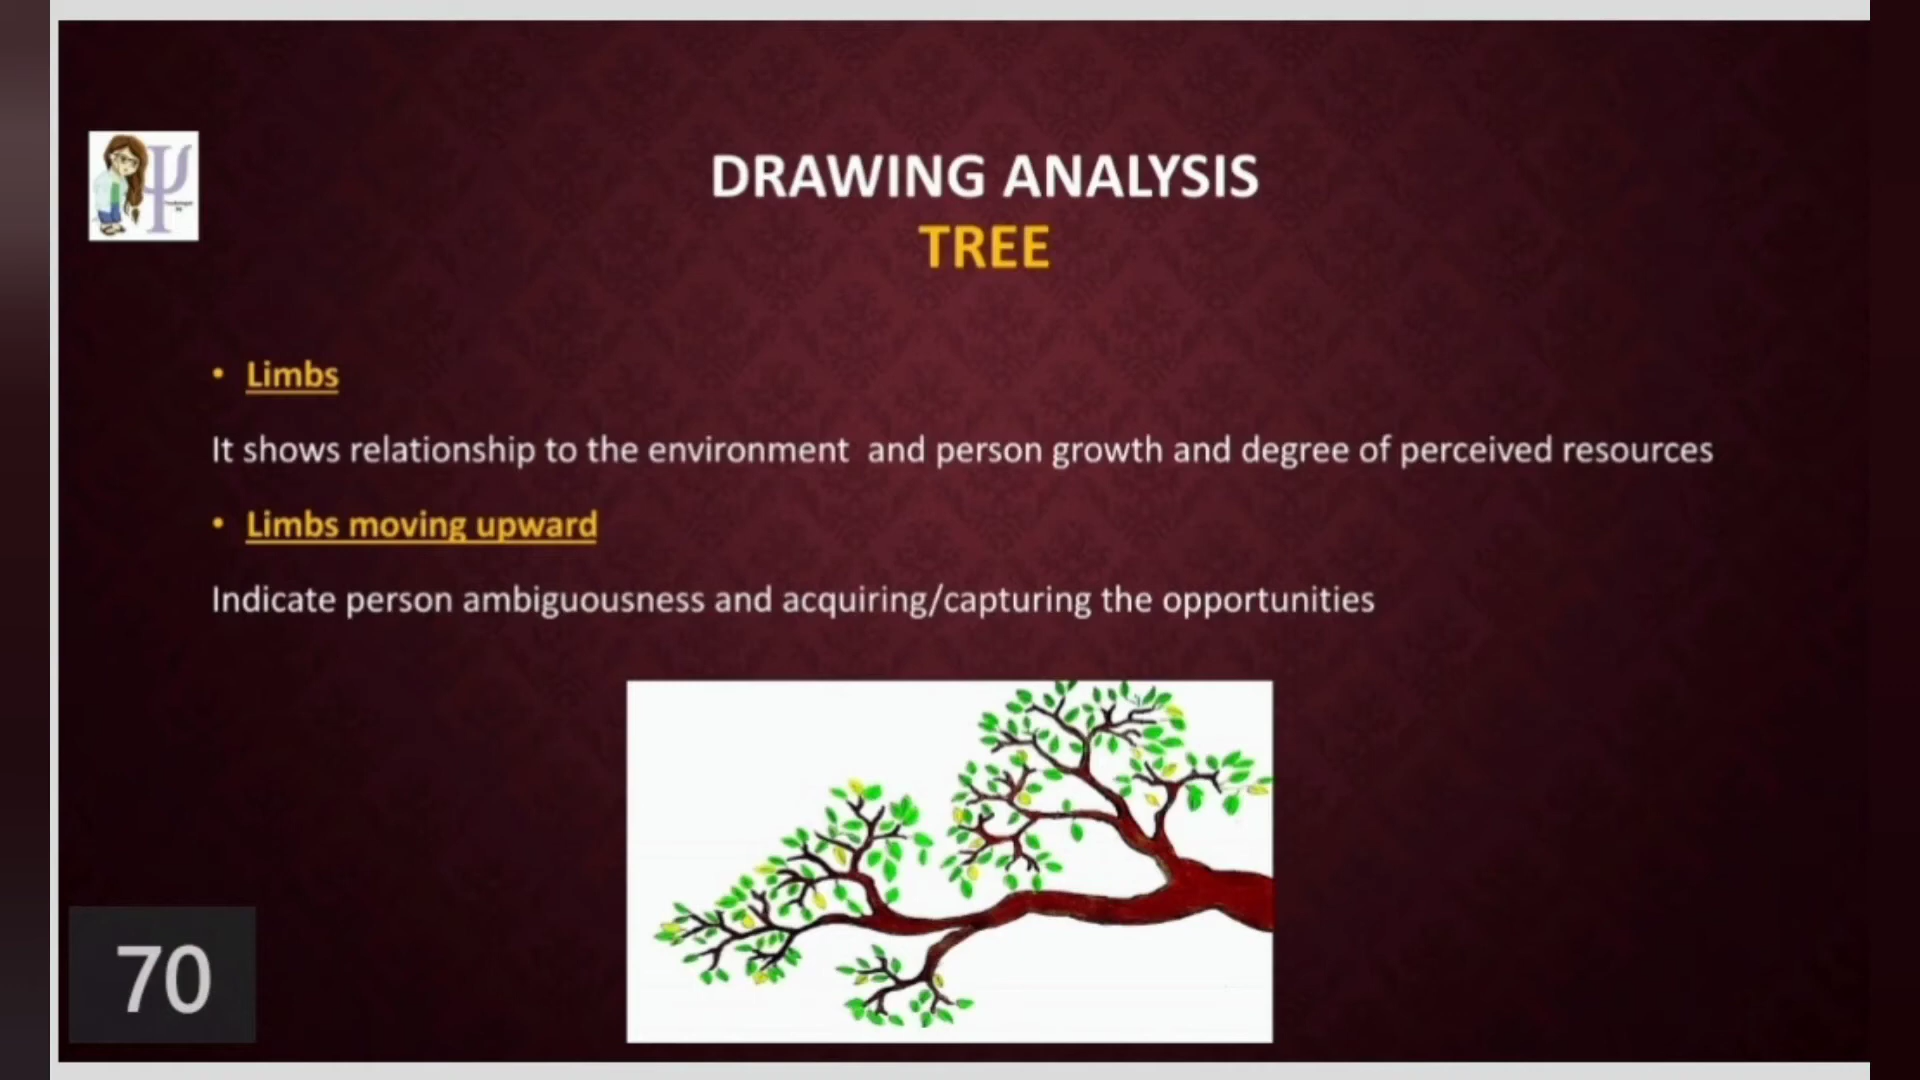 DRAWING ANALYSIS
TREE
• Limbs
It shows relationship to the environment  and person growth and degree of perceived resources
• Limbs moving upward
Indicate person ambiguousness and acquiring/capturing the opportunities
70